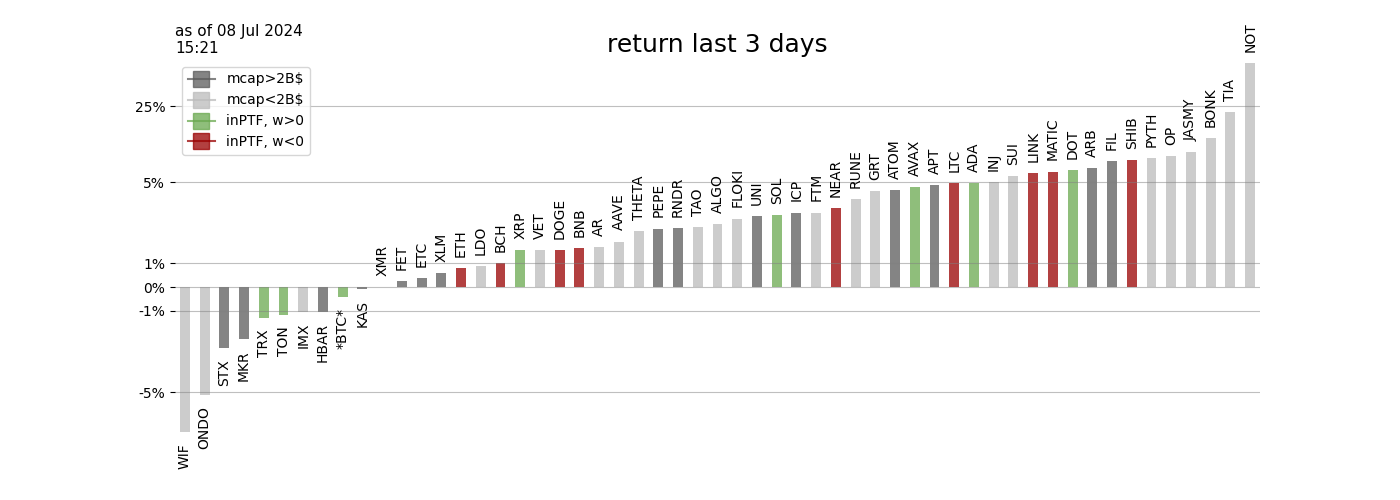 as of 08 Jul 2024
15:21
return last 3 days
mcap>2B$
mcap<2B$
inPTF, w>0
inPTF, w<0
25%
5%
1%
0%
-1%
-5%
WIF
ONDO
STX
MKR
TRX
TON
IMX
HBAR
*BTC*
KAS
XMR
FET
ETC
XLM
ETH
LDO
BCH
XRP
VET
DOGE
BNB
AR
AAVE
THETA
PEPE
RNDR
TAO
ALGO
FLOKI
UNI
SOL
ICP
FTM
NEAR
RUNE
GRT
ATOM
AVAX
APT
LTC
ADA
INJ
SUI
LINK
MATIC
DOT
ARB
FIL
SHIB
PYTH
OP
JASMY
BONK
TIA
NOT